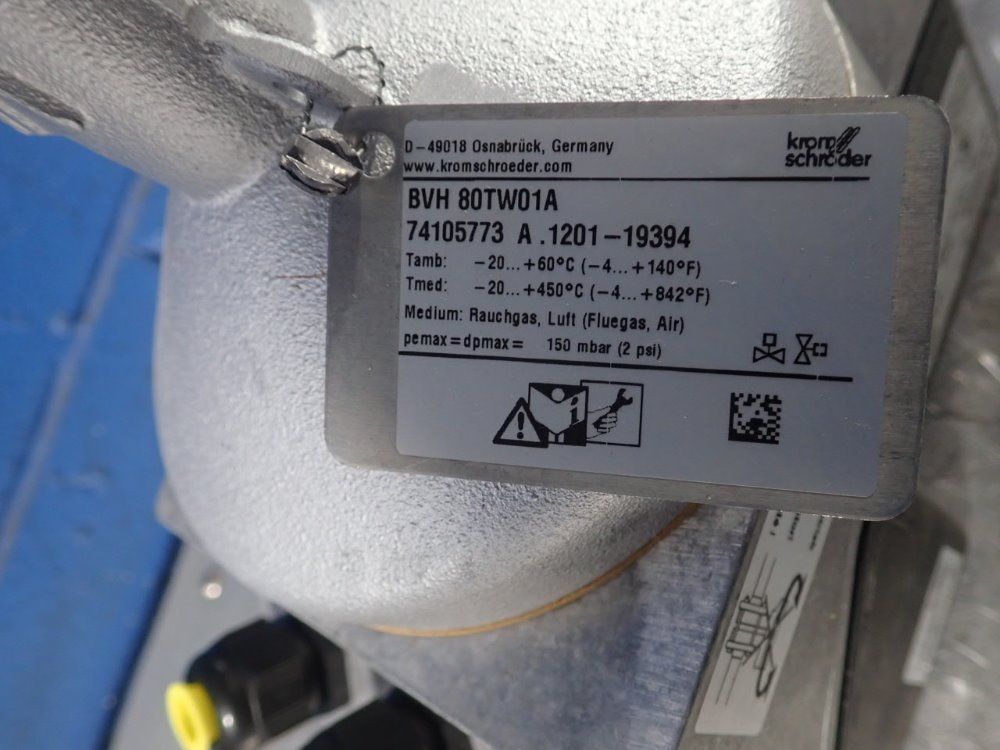 D-49018 Osnabrück, Germany
www.kromschroeder.com
krom
schröder
BVH 80TW01A
74105773 A .1201-19394
Tamb: -20...+60°C (-4...+140°F)
Tmed: -20...+450°C (-4...+842°F)
Medium: Rauchgas, Luft (Fluegas, Air)
pemax=dpmax= 150 mbar (2 psi)